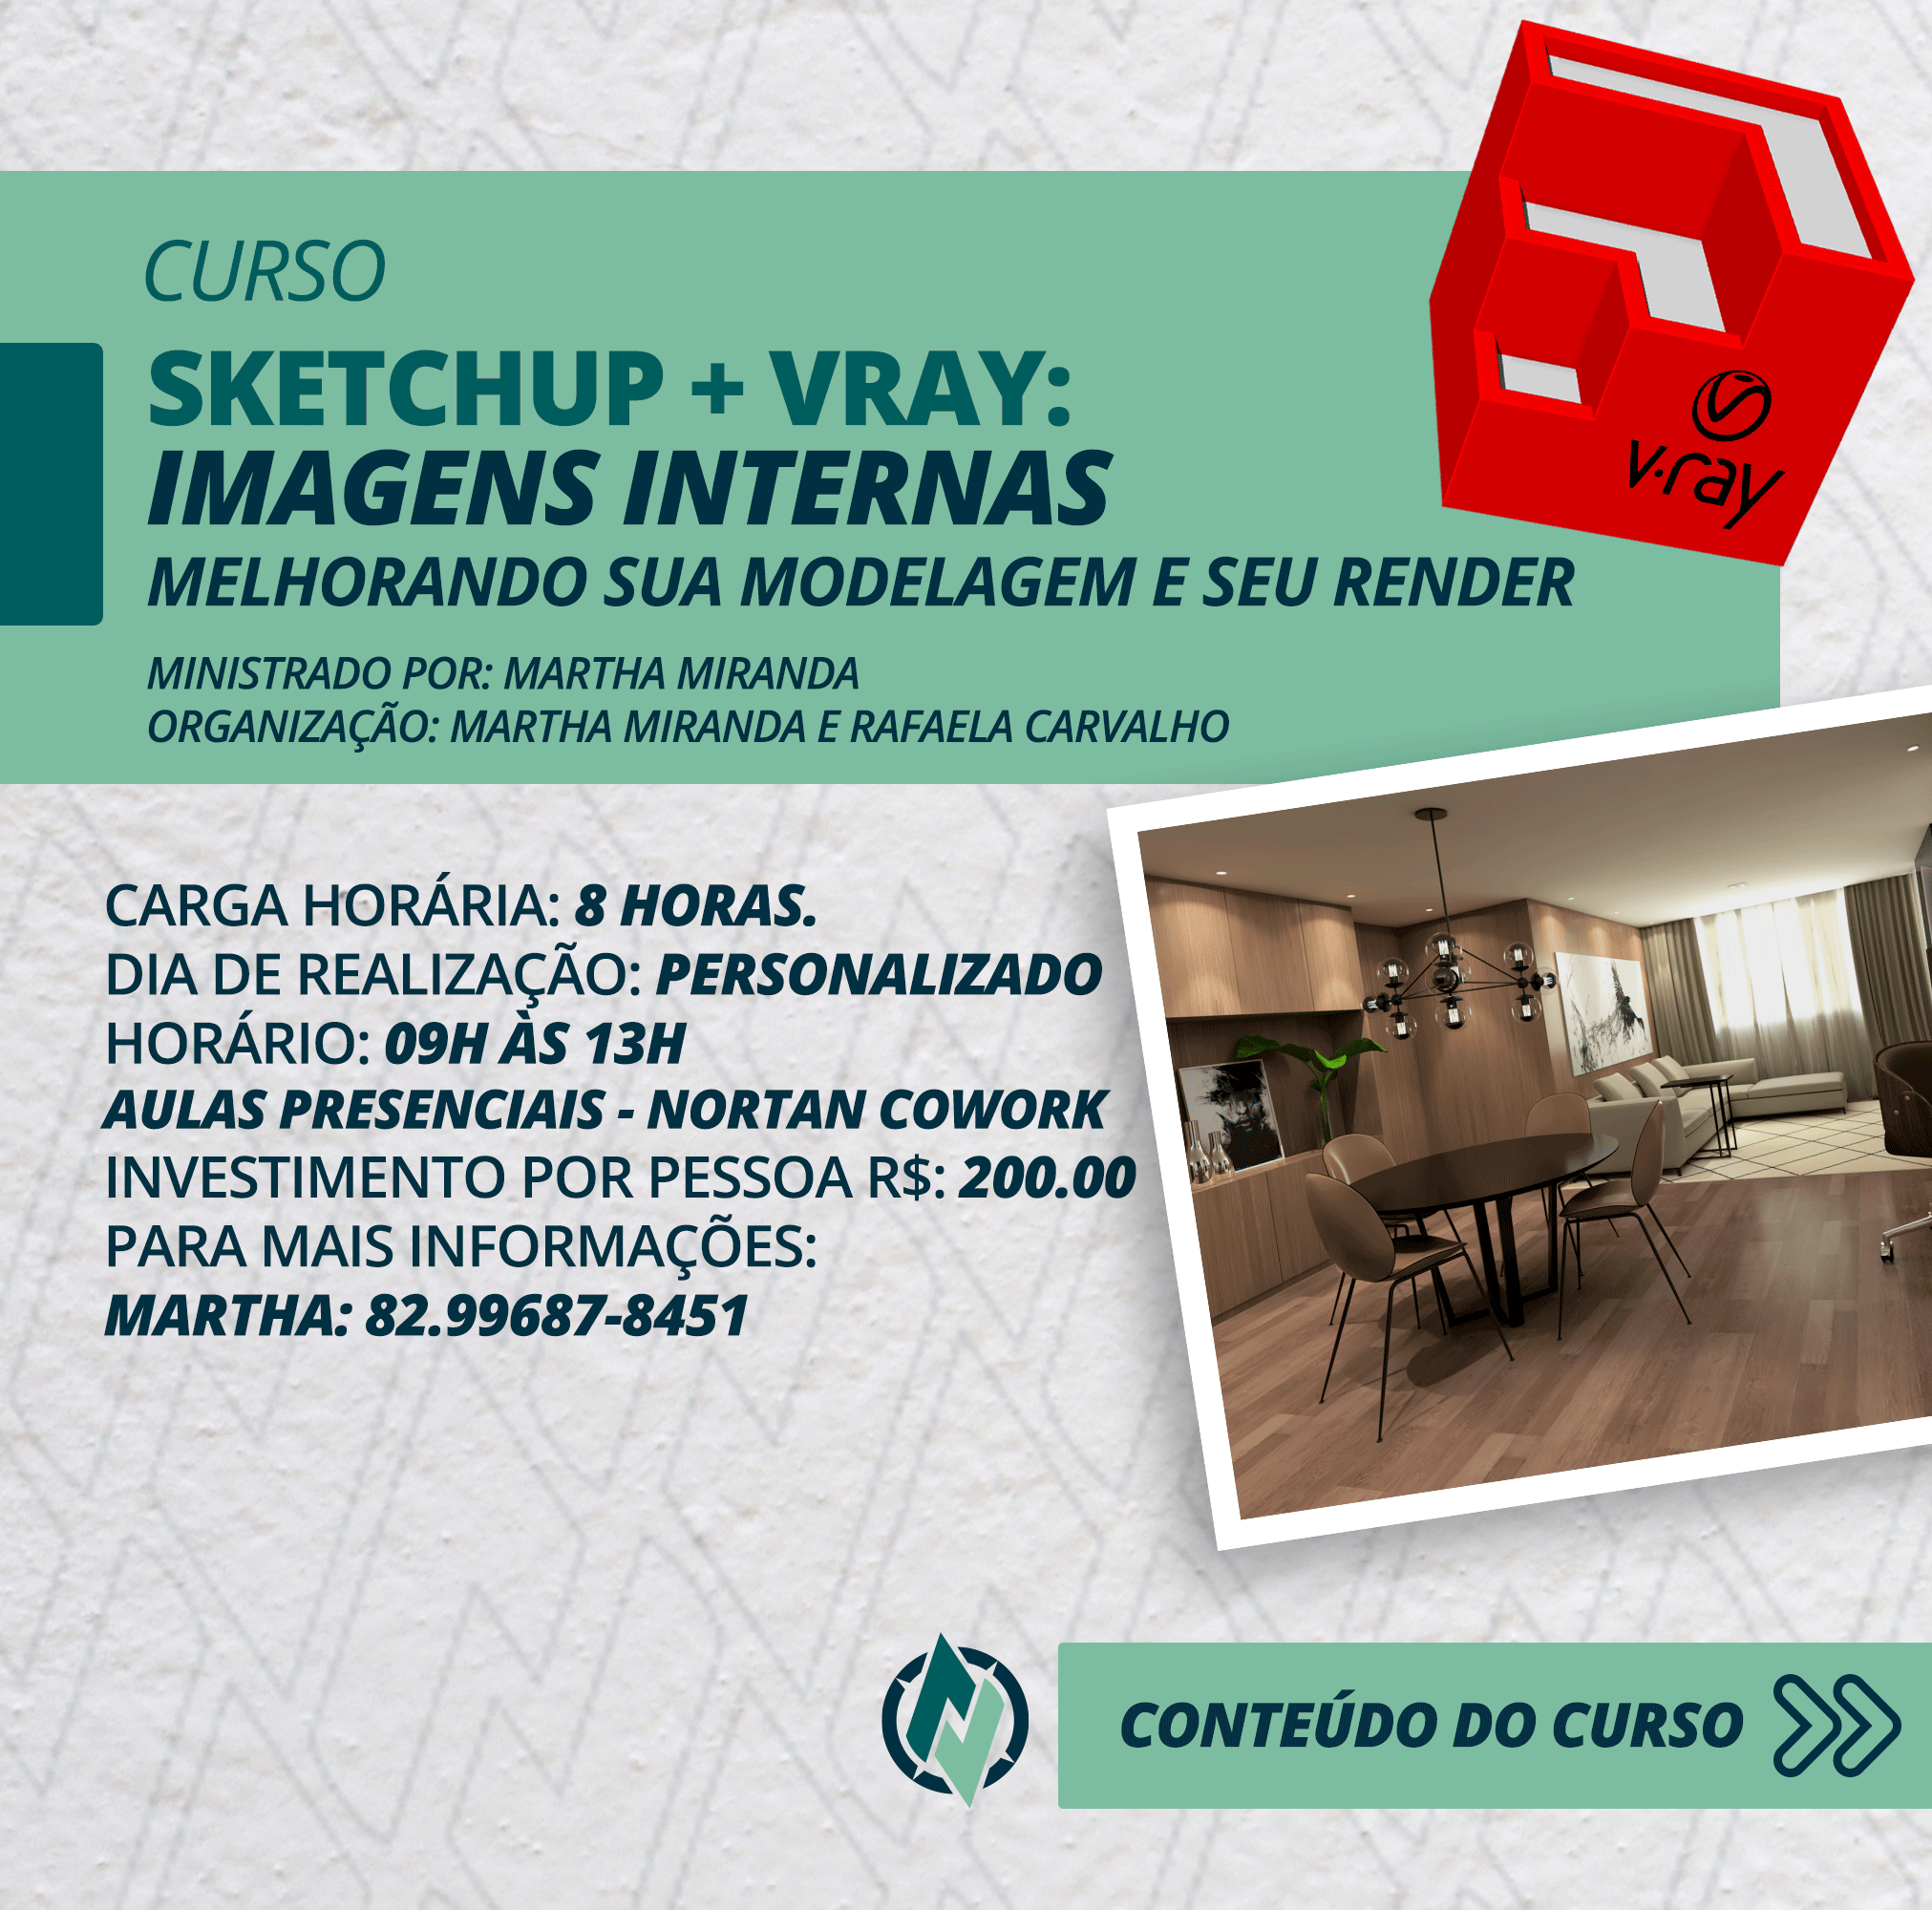 CURSO
SKETCHUP + VRAY:
IMAGENS INTERNAS
MELHORANDO SUA MODELAGEM E SEU RENDER
MINISTRADO POR: MARTHA MIRANDA
ORGANIZAÇÃO: MARTHA MIRANDA E RAFAELA CARVALHO
v.ray
CARGA HORÁRIA: 8 HORAS.
DIA DE REALIZAÇÃO: PERSONALIZADO
HORÁRIO: 09H ÀS 13H
AULAS PRESENCIAIS - NORTAN COWORK
INVESTIMENTO POR PESSOA R$: 200.00
PARA MAIS INFORMAÇÕES:
MARTHA: 82.99687-8451
CONTEÚDO DO CURSO